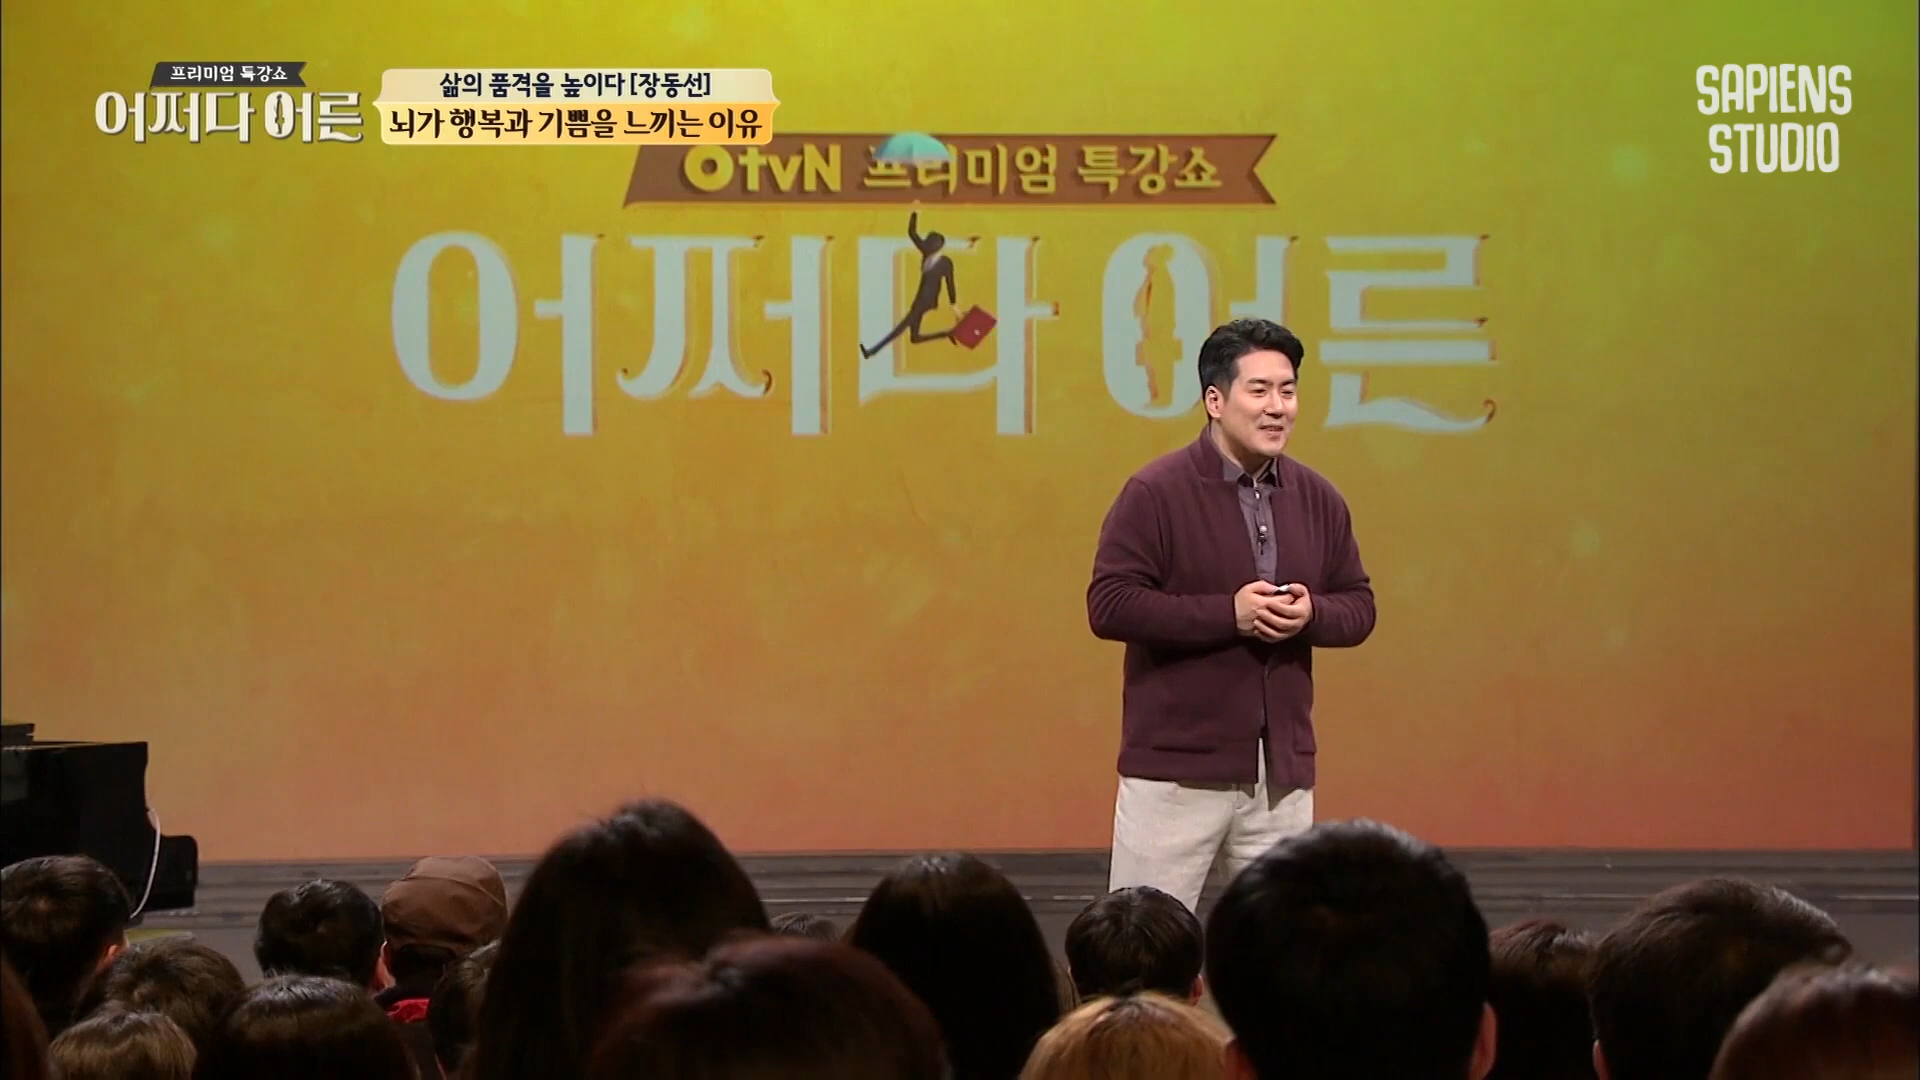 프리미엄 특강쇼
어쩌다 어른
삶의 품격을 높이다 [장동선]
뇌가 행복과 기쁨을 느끼는 이유
SAPIENS
STUDIO
OtvN 프리미엄 특강쇼
어쩌다 어른